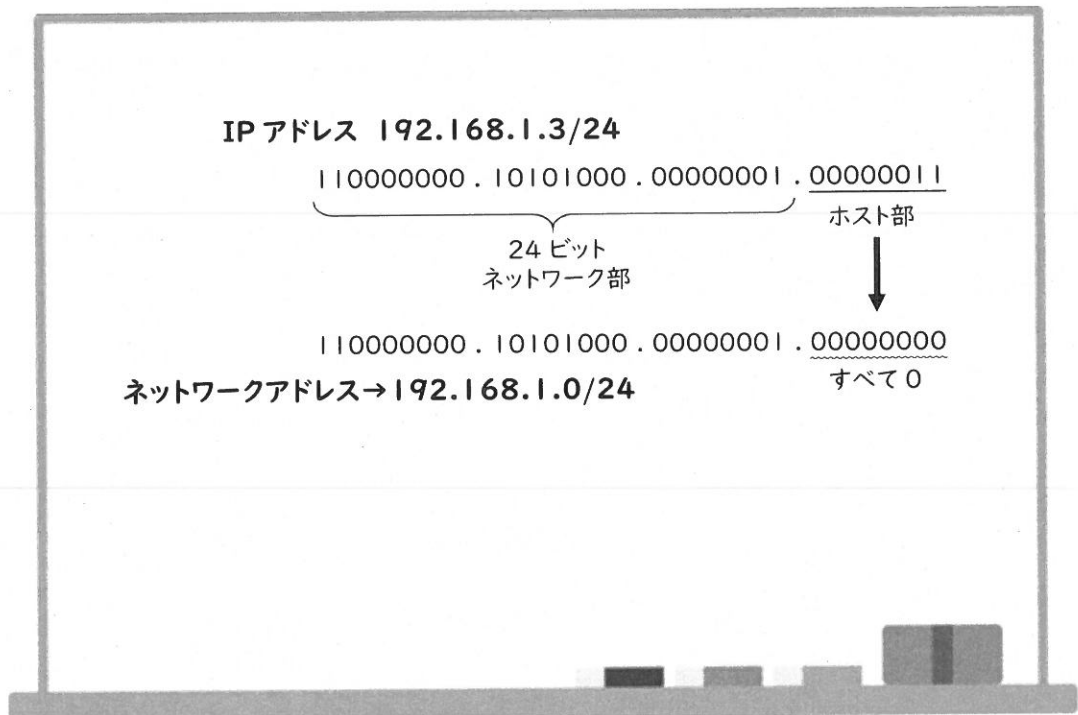 IP アドレス 192.168.1.3/24
110000000 . 10101000 . 00000001 . 00000011
ホスト部
24 ビット
ネットワーク部
110000000 . 10101000 . 00000001 . 00000000
すべて 0
ネットワークアドレス→192.168.1.0/24